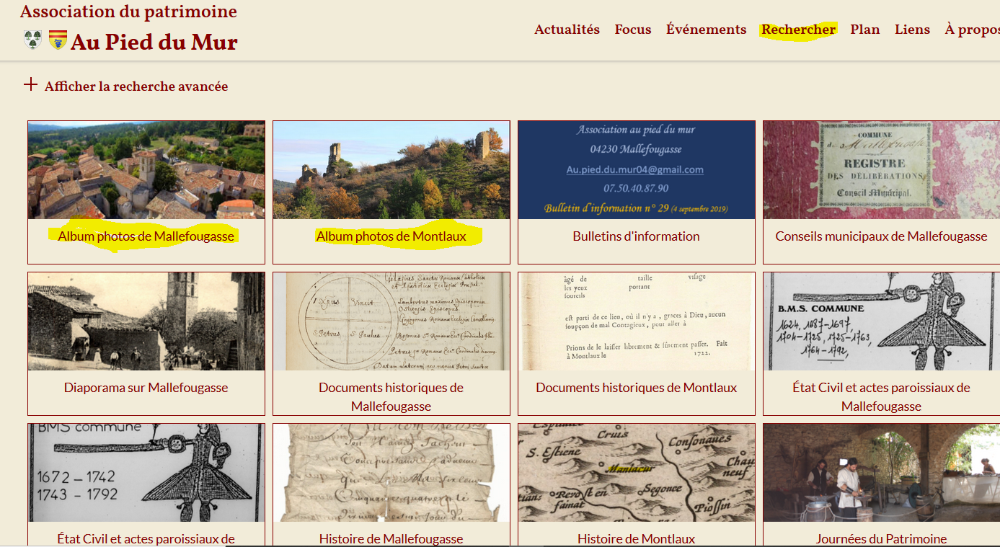 Association du patrimoine
Au Pied du Mur
Actualités Focus Événements Rechercher Plan Liens À propos
Afficher la recherche avancée
Association au pied du mur
04230 Mallefougasse
Au.pied.du.mur04@gmail.com
07.50.40.87.90
Bulletin d'information n° 29 (4 septembre 2019)
COMMUNE
de Mallefougasse
REGISTRE
DES DÉLIBÉRATIONS
Conseil Municipal.
Album photos de Mallefougasse
Album photos de Montlaux
Bulletins d'information
Conseils municipaux de Mallefougasse
âgé de taille visage
les yeux portant
sourcils
est parti de ce lieu, où il n'y a, graces à Dieu, aucun
soupçon de mal Contagieux, pour aller à
Prions de le laisser librement & sûrement passer. Fait
à Montlaux le 1722.
B.M.S. COMMUNE
1624, 1687-1697,
1704-1725, 1725-1763,
1764-1792,
Diaporama sur Mallefougasse
Documents historiques de
Mallefougasse
Documents historiques de Montlaux
État Civil et actes paroissiaux de
Mallefougasse
BMS commune
1672 – 1742
1743 - 1792
Cruis
Consonaues
S. Estiene
Chau
neuf
Maniacur
Segonce
Piossin
État Civil et actes paroissiaux de
Histoire de Mallefougasse
Histoire de Montlaux
Journées du Patrimoine